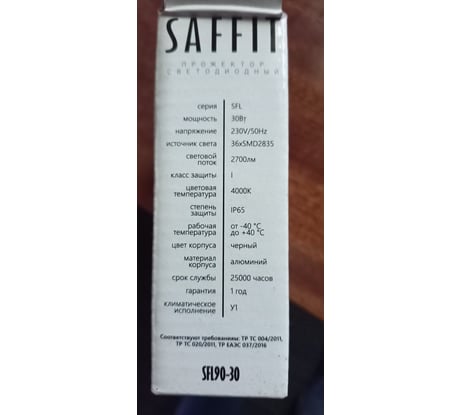 SAFFIT
ПРОЖЕКТОР
СВЕТОДИОДНЫЙ
серия SFL
мощность 30Вт
напряжение 230V/50Hz
источник света 36xSMD2835
световой
поток 2700лм
класс защиты I
цветовая
температура 4000K
степень
защиты IP65
рабочая от -40 °C
температура до +40 °C
цвет корпуса черный
материал
корпуса алюминий
срок службы 25000 часов
гарантия 1 год
климатическое
исполнение У1
Соответствуют требованиям: ТР ТС 004/2011,
ТР ТС 020/2011, ТР ЕАЭС 037/2016
SFL90-30